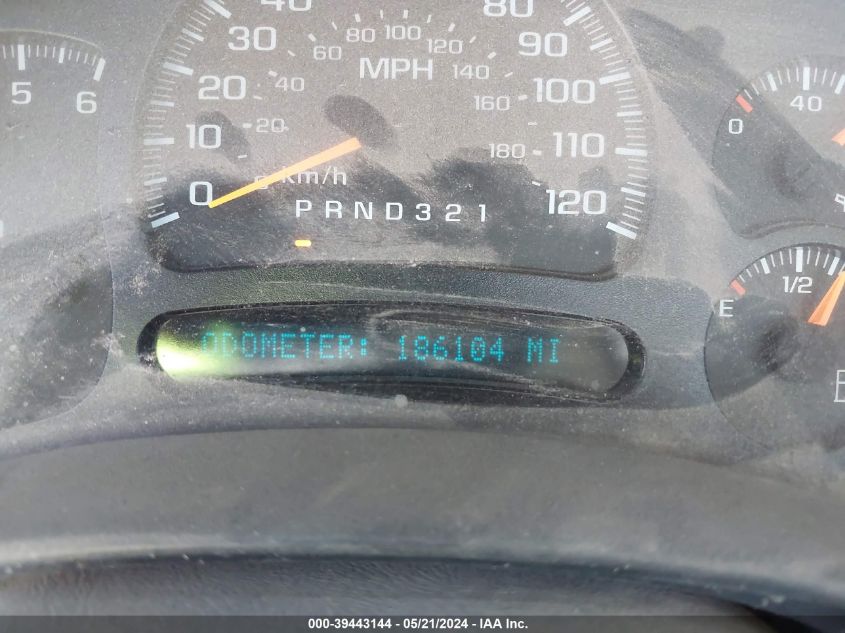 40 80
30 60 80 100 120 90
5 6 20 40 MPH 140 100 40
10 20 160 110 0
180
0 km/h 120
PRND321
E 1/2
ODOMETER: 186104 MI
000-39443144 - 05/21/2024 - IAA Inc.